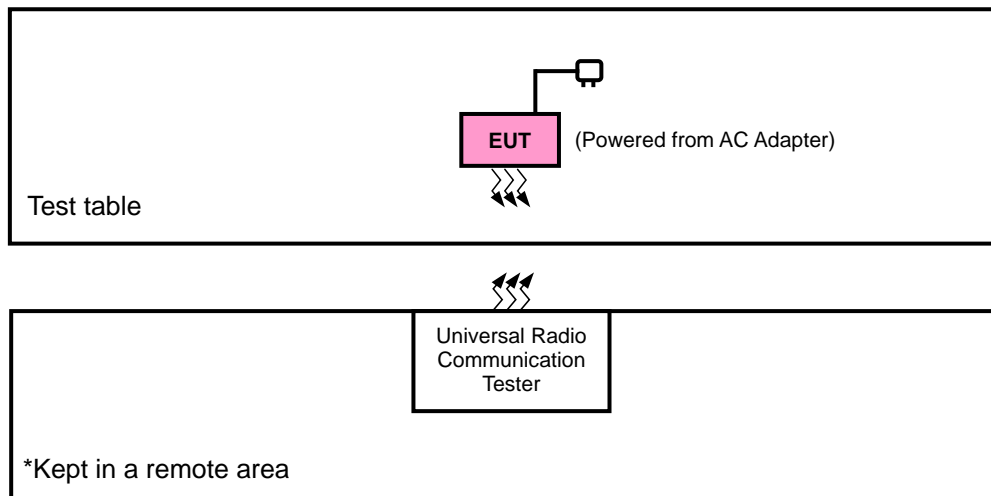 EUT
(Powered from AC Adapter)
Test table
Universal Radio
Communication
Tester
*Kept in a remote area